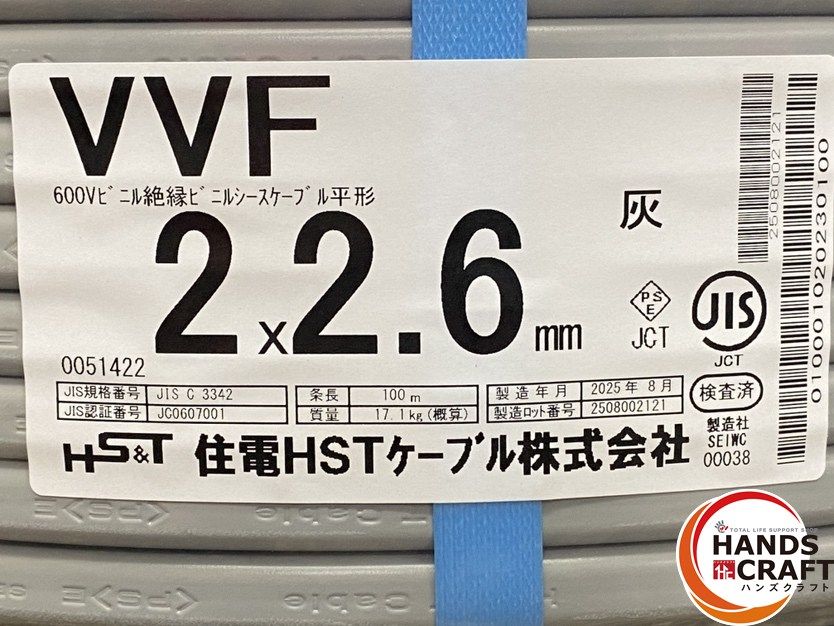 VVF
600Vビニル絶縁ビニルシースケーブル平形
2x2.6mm
灰
PSE
JCT
JIS
JCT
0051422
JIS規格番号 JIS C 3342
JIS認証番号 JC0607001
条長 100m
質量 17.1kg(概算)
製造年月 2025年 8月
製造ロット番号 2508002121
検査済
製造社
SEIWC
00038
HS&T 住電HSTケーブル株式会社
2508002121
0100010202301 00
<PS>E
Cable
TOTAL LIFE SUPPORT SHOP
HANDS
CRAFT
ハンズクラフト